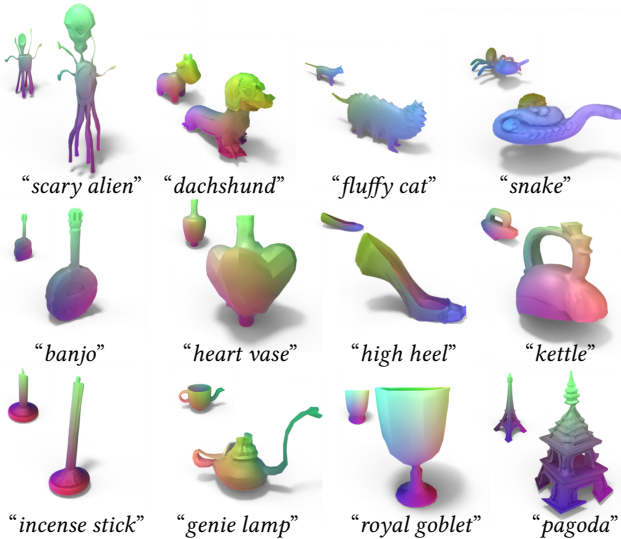 “scary alien” “dachshund” “fluffy cat” “snake”
“banjo” “heart vase” “high heel” “kettle”
“incense stick” “genie lamp” “royal goblet” “pagoda”